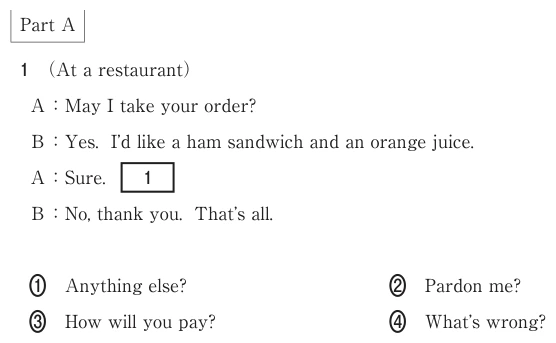 Part A
1 （At a restaurant）
A：May I take your order?
B：Yes. I'd like a ham sandwich and an orange juice.
A：Sure. 1
B：No, thank you. That's all.
① Anything else? ② Pardon me?
③ How will you pay? ④ What's wrong?